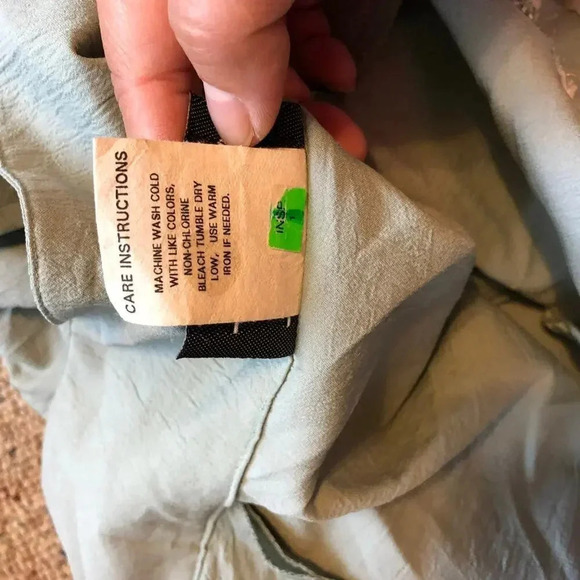 CARE INSTRUCTIONS
MACHINE WASH COLD
WITH LIKE COLORS,
NON-CHLORINE
BLEACH TUMBLE DRY
LOW, USE WARM
IRON IF NEEDED.
INSP